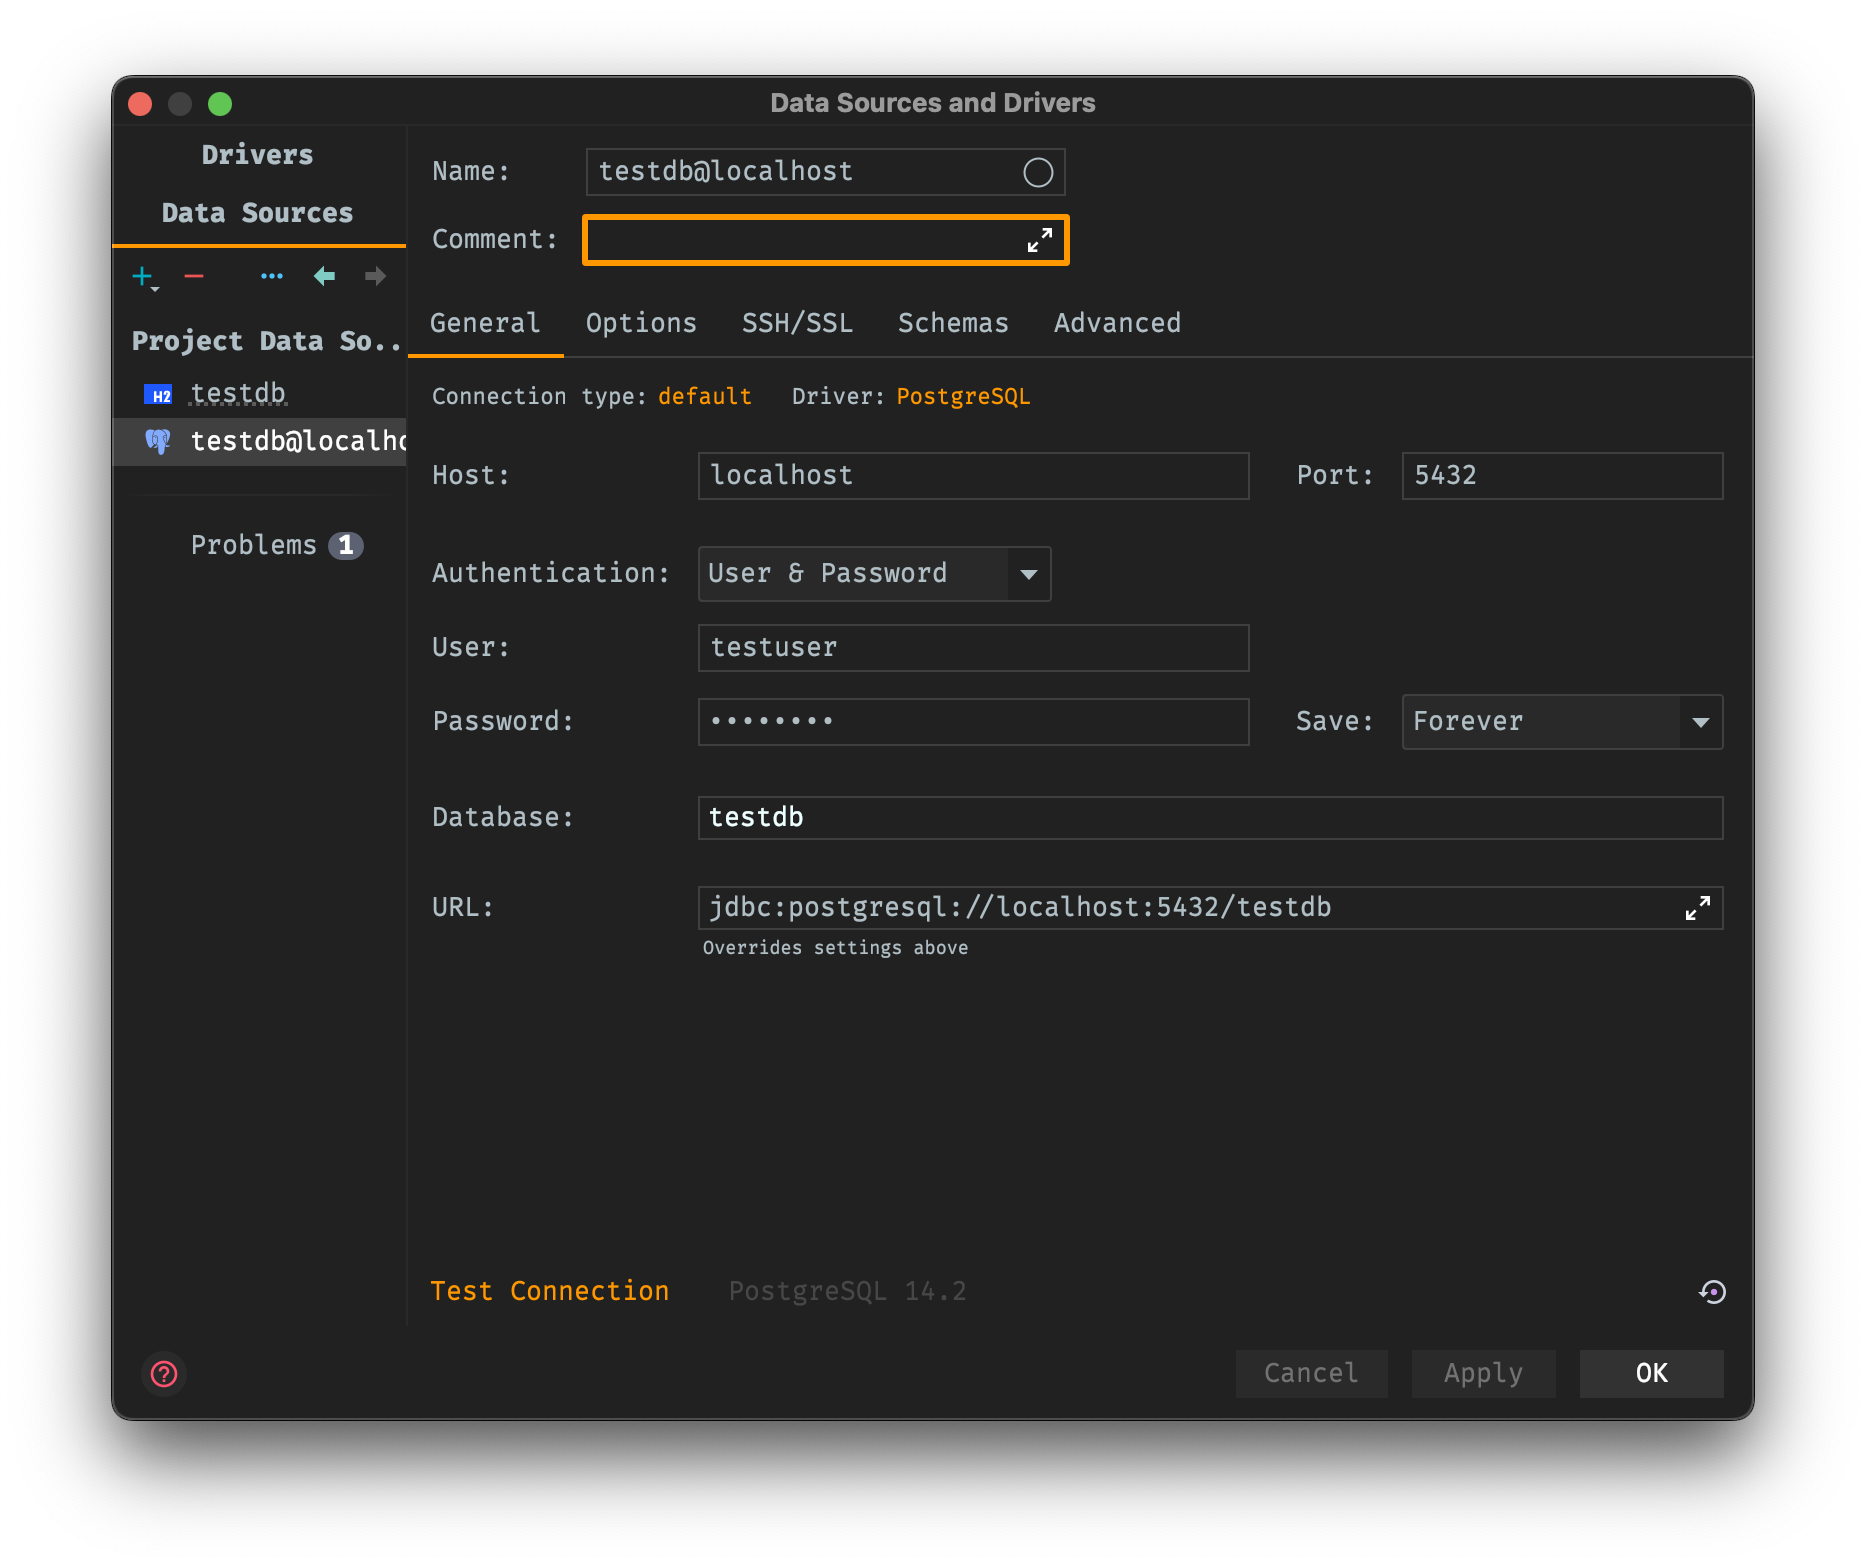 Data Sources and Drivers
Drivers
Data Sources
Project Data So..
H2 testdb
testdb@localho
Problems 1
Name: testdb@localhost
Comment:
General Options SSH/SSL Schemas Advanced
Connection type: default Driver: PostgreSQL
Host: localhost Port: 5432
Authentication: User & Password
User: testuser
Password: •••••••• Save: Forever
Database: testdb
URL: jdbc:postgresql://localhost:5432/testdb
Overrides settings above
Test Connection PostgreSQL 14.2
? Cancel Apply OK